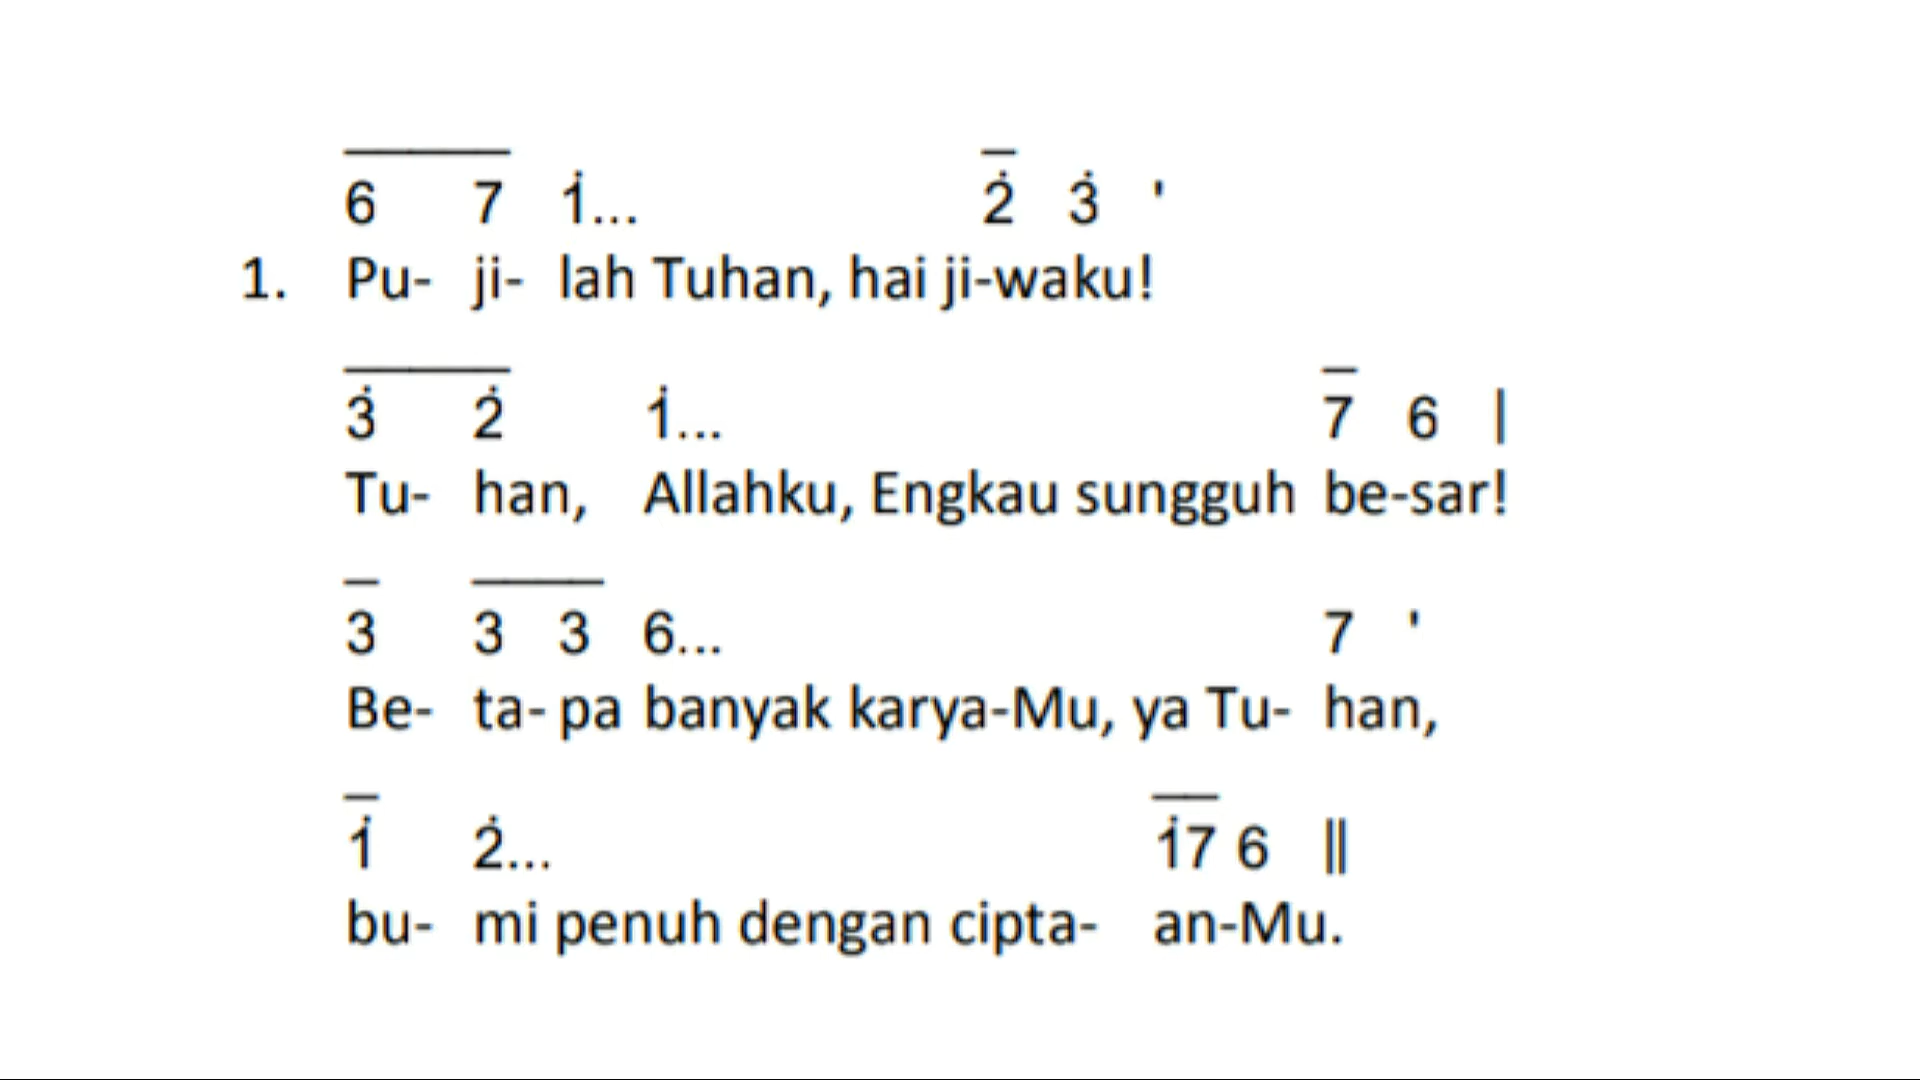 6 7 1̇... 2̇ 3̇ '
1. Pu- ji- lah Tuhan, hai ji-waku!
3̇ 2̇ 1̇... 7 6 |
Tu- han, Allahku, Engkau sungguh be-sar!
3 3 3 6... 7 '
Be- ta- pa banyak karya-Mu, ya Tu- han,
1̇ 2̇... 1̇7 6 ||
bu- mi penuh dengan cipta- an-Mu.